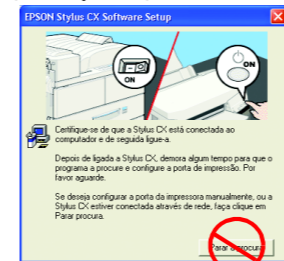 EPSON Stylus CX Software Setup
ON
ON
Certifique-se de que a Stylus CX está conectada ao
computador e de seguida ligue-a.
Depois de ligada a Stylus CX, demora algum tempo para que o
programa a procure e configure a porta de impressão. Por
favor aguarde.
Se deseja configurar a porta da impressora manualmente, ou a
Stylus CX estiver conectada através de rede, faça clique em
Parar procura.
Parar a procura